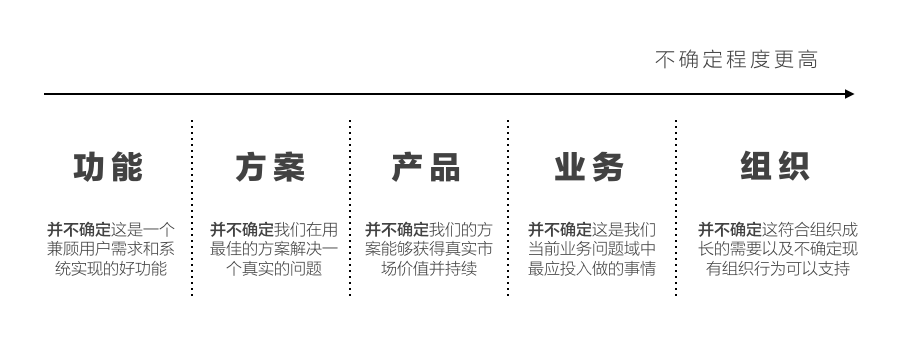 不确定程度更高
功能
方案
产品
业务
组织
并不确定这是一个
兼顾用户需求和系
统实现的好功能
并不确定我们在用
最佳的方案解决一
个真实的问题
并不确定我们的方
案能够获得真实市
场价值并持续
并不确定这是我们
当前业务问题域中
最应投入做的事情
并不确定这符合组织成
长的需要以及不确定现
有组织行为可以支持